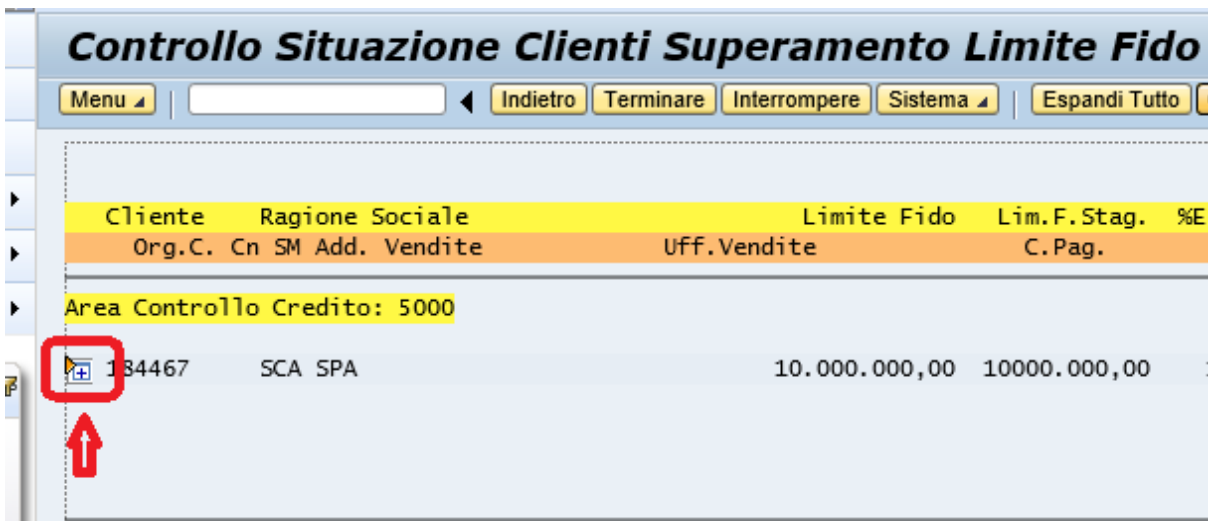 Controllo Situazione Clienti Superamento Limite Fido
Menu Indietro Terminare Interrompere Sistema Espandi Tutto
Cliente Ragione Sociale Limite Fido Lim.F.Stag. %E
Org.C. Cn SM Add. Vendite Uff.Vendite C.Pag.
Area Controllo Credito: 5000
184467 SCA SPA 10.000.000,00 10000.000,00